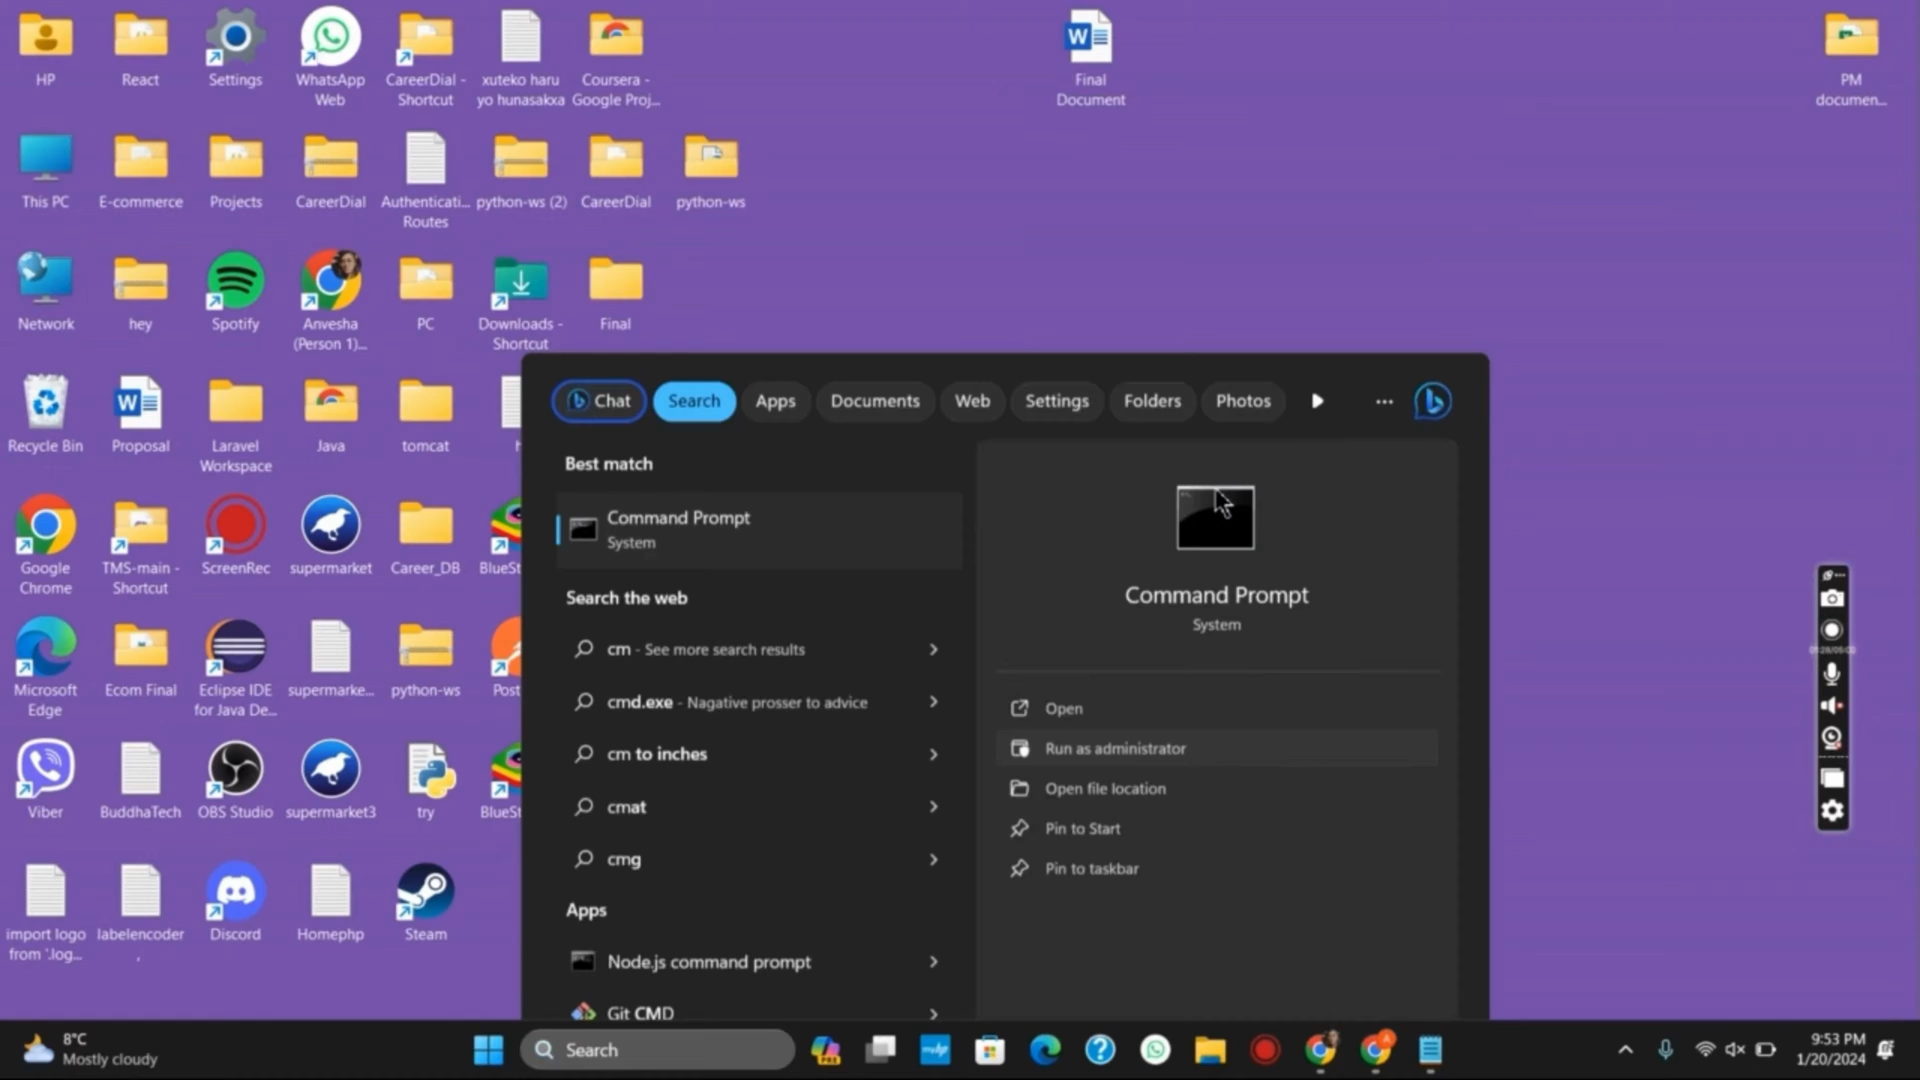 HP
React
Settings
WhatsApp
Web
CareerDial -
Shortcut
xuteko haru
yo hunasakxa
Coursera -
Google Proj...
Final
Document
PM
documen...
This PC
E-commerce
Projects
CareerDial
Authenticati...
Routes
python-ws (2)
CareerDial
python-ws
Network
hey
Spotify
Anvesha
(Person 1)...
PC
Downloads -
Shortcut
Final
Recycle Bin
Proposal
Laravel
Workspace
Java
tomcat
h
Google
Chrome
TMS-main -
Shortcut
ScreenRec
supermarket
Career_DB
BlueSt
Microsoft
Edge
Ecom Final
Eclipse IDE
for Java De...
supermarke...
python-ws
Post
Viber
BuddhaTech
OBS Studio
supermarket3
try
BlueSt
import logo
from '.log...
labelencoder
,
Discord
Homephp
Steam
Chat
Search
Apps
Documents
Web
Settings
Folders
Photos
...
Best match
Command Prompt
System
Search the web
cm - See more search results
cmd.exe - Nagative prosser to advice
cm to inches
cmat
cmg
Apps
Node.js command prompt
Git CMD
Command Prompt
System
Open
Run as administrator
Open file location
Pin to Start
Pin to taskbar
8°C
Mostly cloudy
Search
PRE
myhp
9:53 PM
1/20/2024